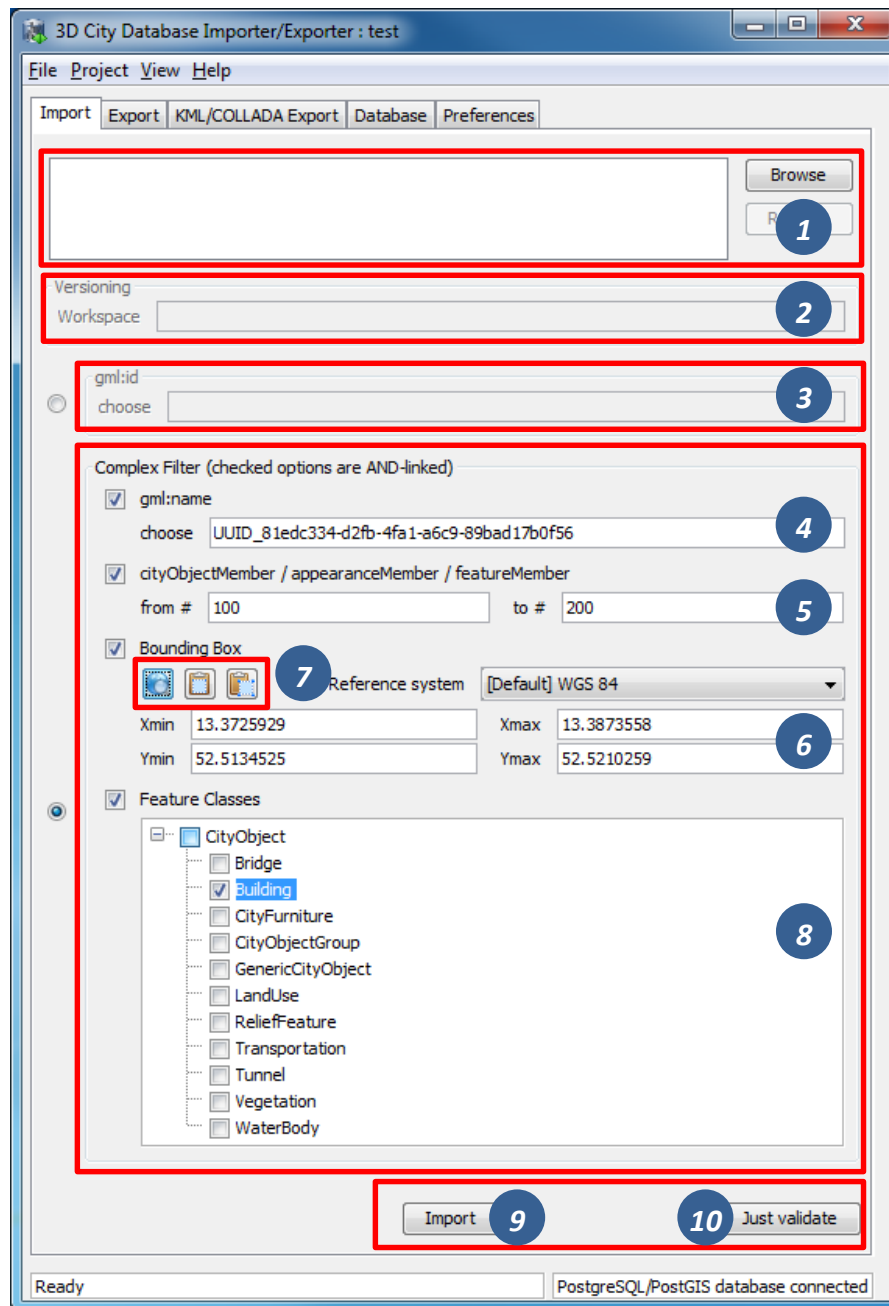 3D City Database Importer/Exporter : test
File Project View Help
Import Export KML/COLLADA Export Database Preferences
Browse
1
Versioning
Workspace
2
gml:id
choose
3
Complex Filter (checked options are AND-linked)
gml:name
choose UUID_81edc334-d2fb-4fa1-a6c9-89bad17b0f56
4
cityObjectMember / appearanceMember / featureMember
from # 100 to # 200
5
Bounding Box
7 Reference system [Default] WGS 84
Xmin 13.3725929 Xmax 13.3873558
6
Ymin 52.5134525 Ymax 52.5210259
Feature Classes
CityObject
Bridge
Building
CityFurniture
8
CityObjectGroup
GenericCityObject
LandUse
ReliefFeature
Transportation
Tunnel
Vegetation
WaterBody
Import 9 10 Just validate
Ready PostgreSQL/PostGIS database connected